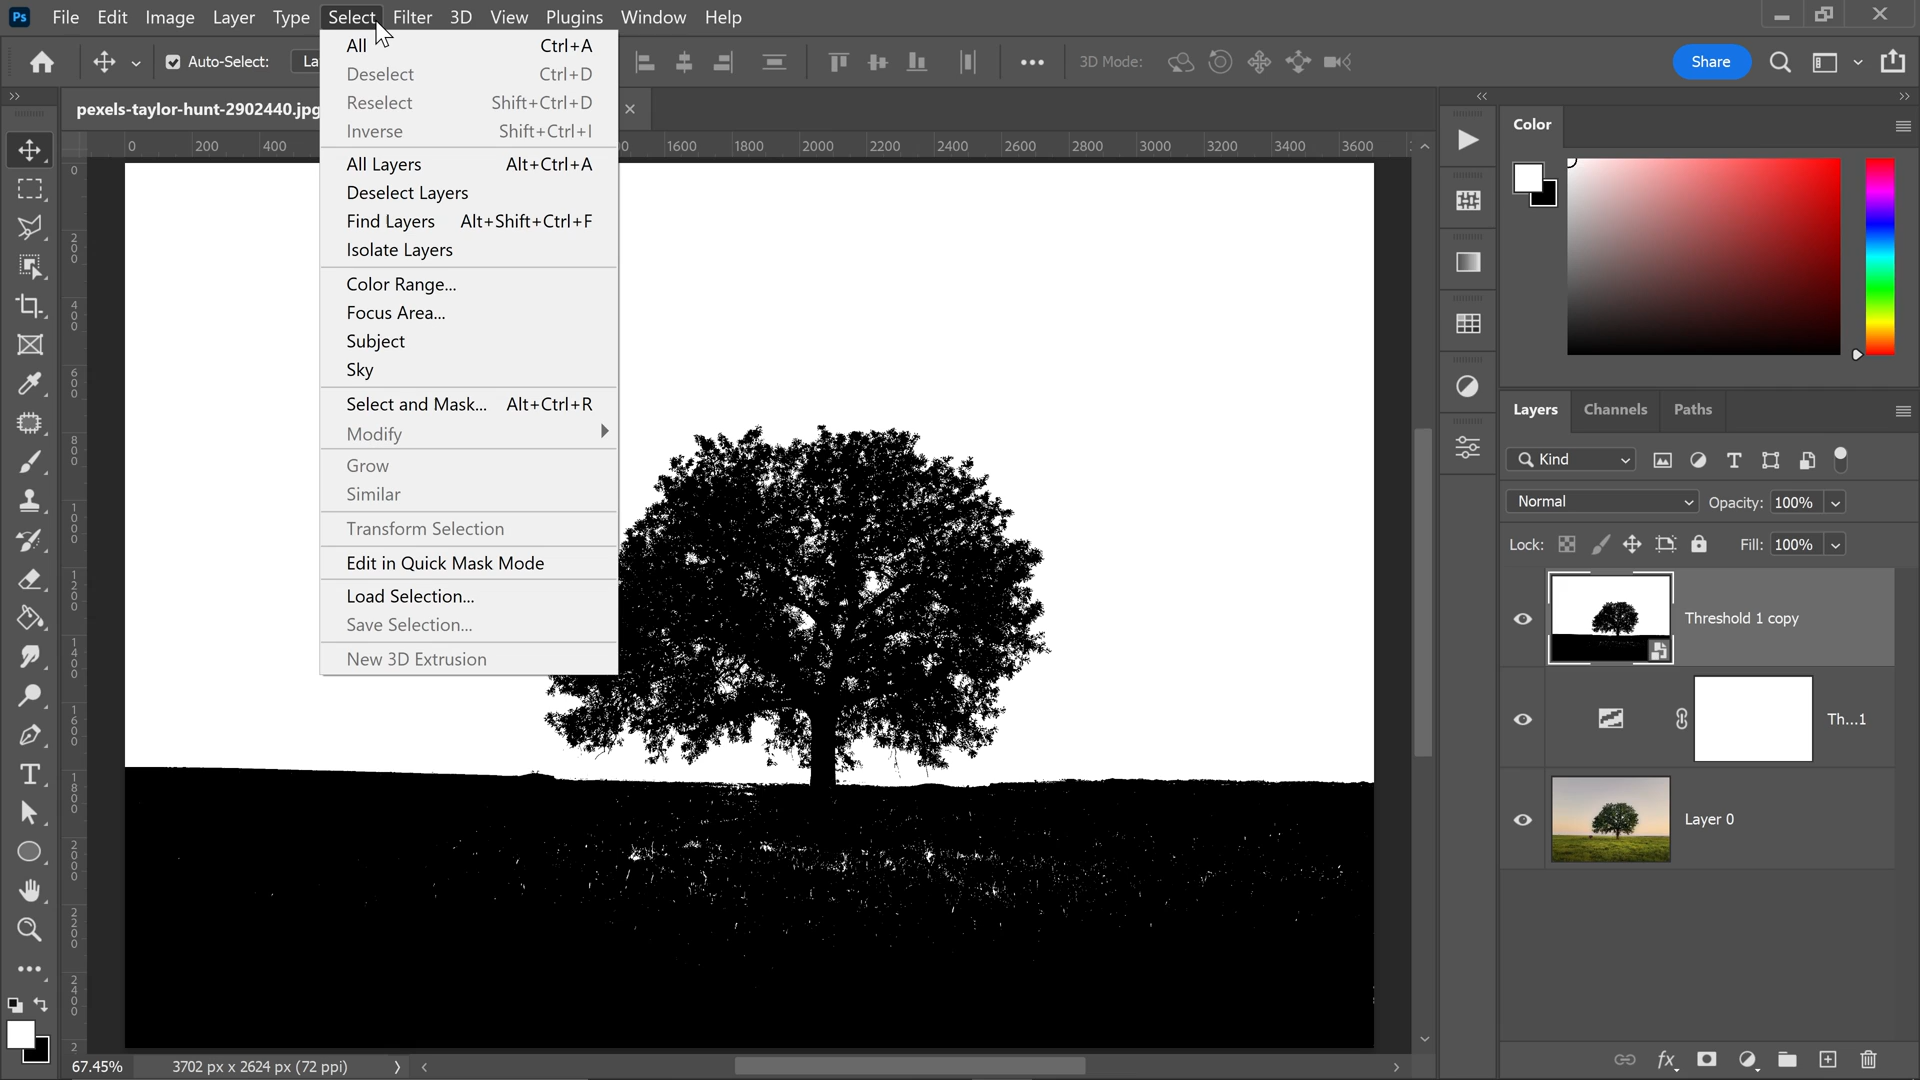 Ps File Edit Image Layer Type Select Filter 3D View Plugins Window Help
Auto-Select: La 3D Mode: Share
pexels-taylor-hunt-2902440.jpg
0 200 400 1600 1800 2000 2200 2400 2600 2800 3000 3200 3400 3600
All Ctrl+A
Deselect Ctrl+D
Reselect Shift+Ctrl+D
Inverse Shift+Ctrl+I
All Layers Alt+Ctrl+A
Deselect Layers
Find Layers Alt+Shift+Ctrl+F
Isolate Layers
Color Range...
Focus Area...
Subject
Sky
Select and Mask... Alt+Ctrl+R
Modify
Grow
Similar
Transform Selection
Edit in Quick Mask Mode
Load Selection...
Save Selection...
New 3D Extrusion
0
200
400
600
800
1000
1200
1400
1600
1800
2000
2200
2400
2
67.45% 3702 px x 2624 px (72 ppi)
Color
Layers Channels Paths
Kind
Normal Opacity: 100%
Lock: Fill: 100%
Threshold 1 copy
Th...1
Layer 0
fx